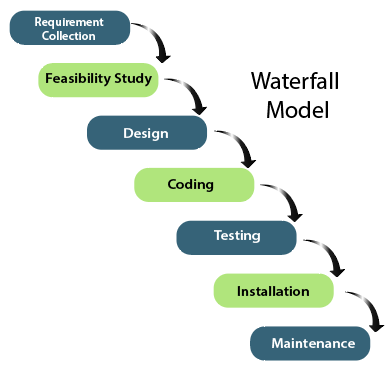 Requirement
Collection
Feasibility Study
Waterfall
Model
Design
Coding
Testing
Installation
Maintenance